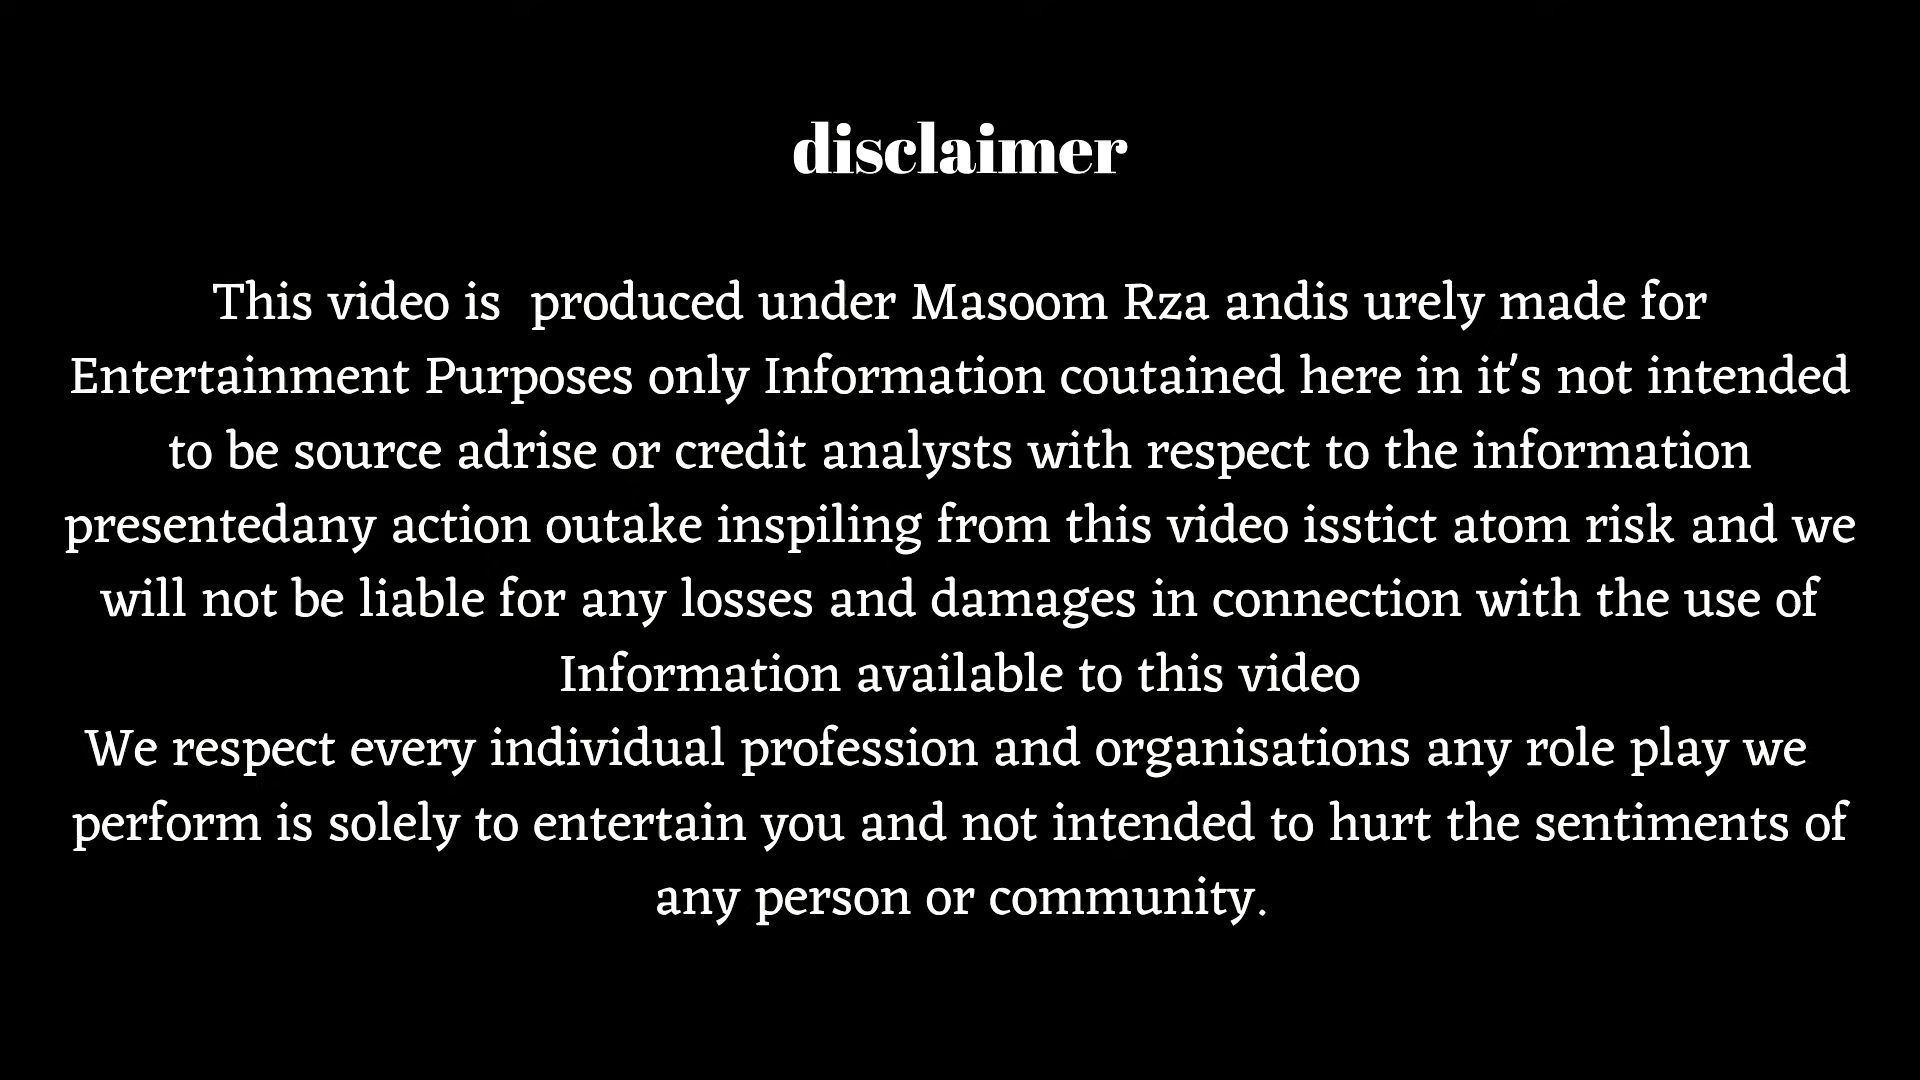 disclaimer
This video is  produced under Masoom Rza andis urely made for
Entertainment Purposes only Information coutained here in it's not intended
to be source adrise or credit analysts with respect to the information
presentedany action outake inspiling from this video isstict atom risk and we
will not be liable for any losses and damages in connection with the use of
Information available to this video
We respect every individual profession and organisations any role play we
perform is solely to entertain you and not intended to hurt the sentiments of
any person or community.